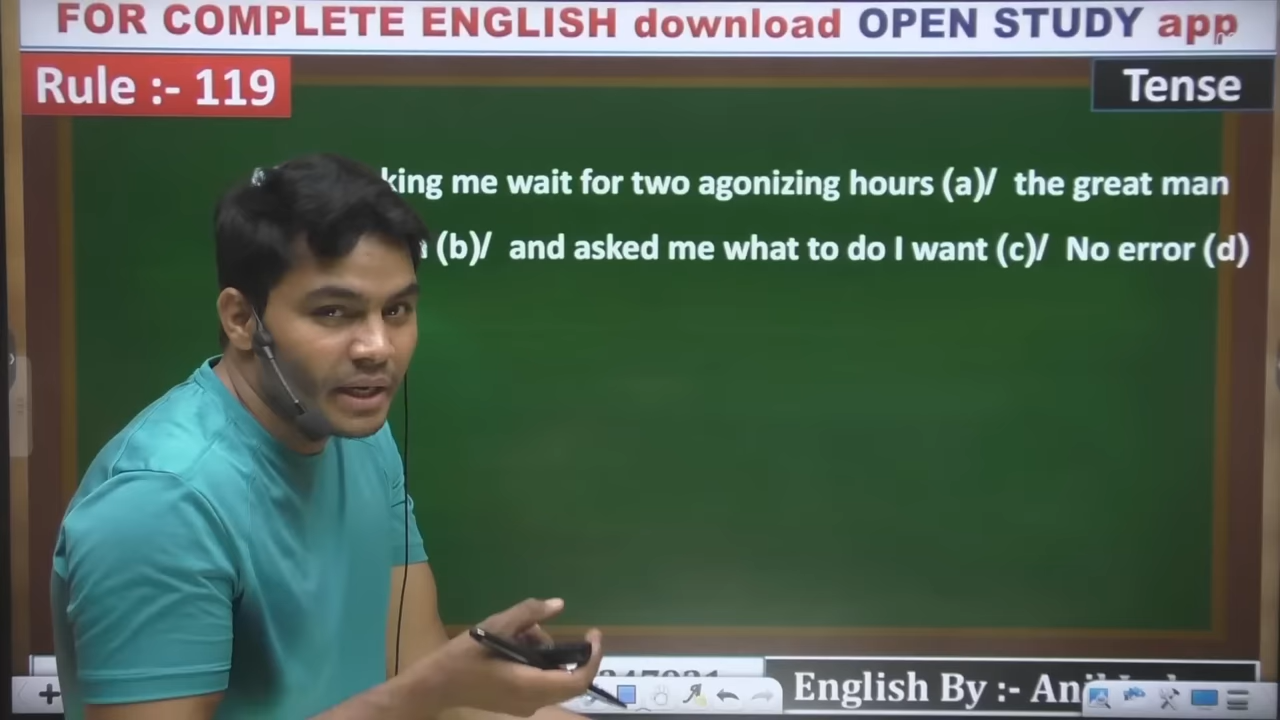 FOR COMPLETE ENGLISH download OPEN STUDY app
Rule :- 119
Tense
me wait for two agonizing hours (a)/ the great man
(b)/ and asked me what to do I want (c)/ No error (d)
English By :-